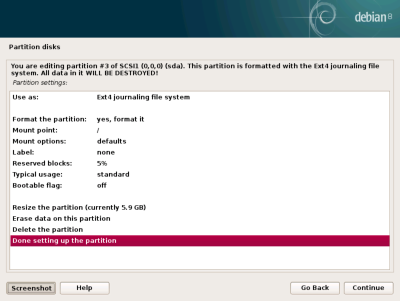 debian 8
Partition disks
You are editing partition #3 of SCSI1 (0,0,0) (sda). This partition is formatted with the Ext4 journaling file
system. All data in it WILL BE DESTROYED!
Partition settings:
Use as: Ext4 journaling file system
Format the partition: yes, format it
Mount point: /
Mount options: defaults
Label: none
Reserved blocks: 5%
Typical usage: standard
Bootable flag: off
Resize the partition (currently 5.9 GB)
Erase data on this partition
Delete the partition
Done setting up the partition
Screenshot Help Go Back Continue